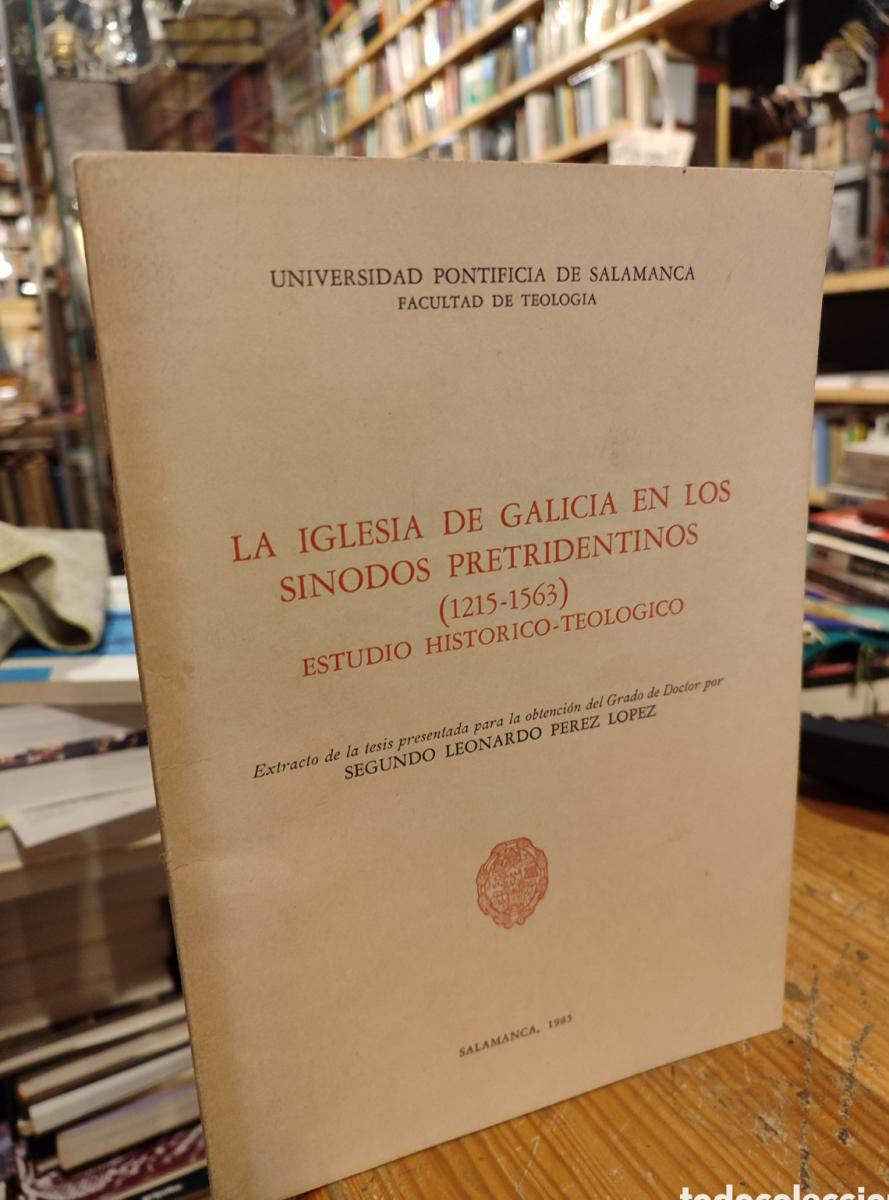 UNIVERSIDAD PONTIFICIA DE SALAMANCA
FACULTAD DE TEOLOGIA
LA IGLESIA DE GALICIA EN LOS
SINODOS PRETRIDENTINOS
(1215-1563)
ESTUDIO HISTORICO-TEOLOGICO
Extracto de la tesis presentada para la obtención del Grado de Doctor por
SEGUNDO LEONARDO PEREZ LOPEZ
SALAMANCA, 1985
todocoleccio